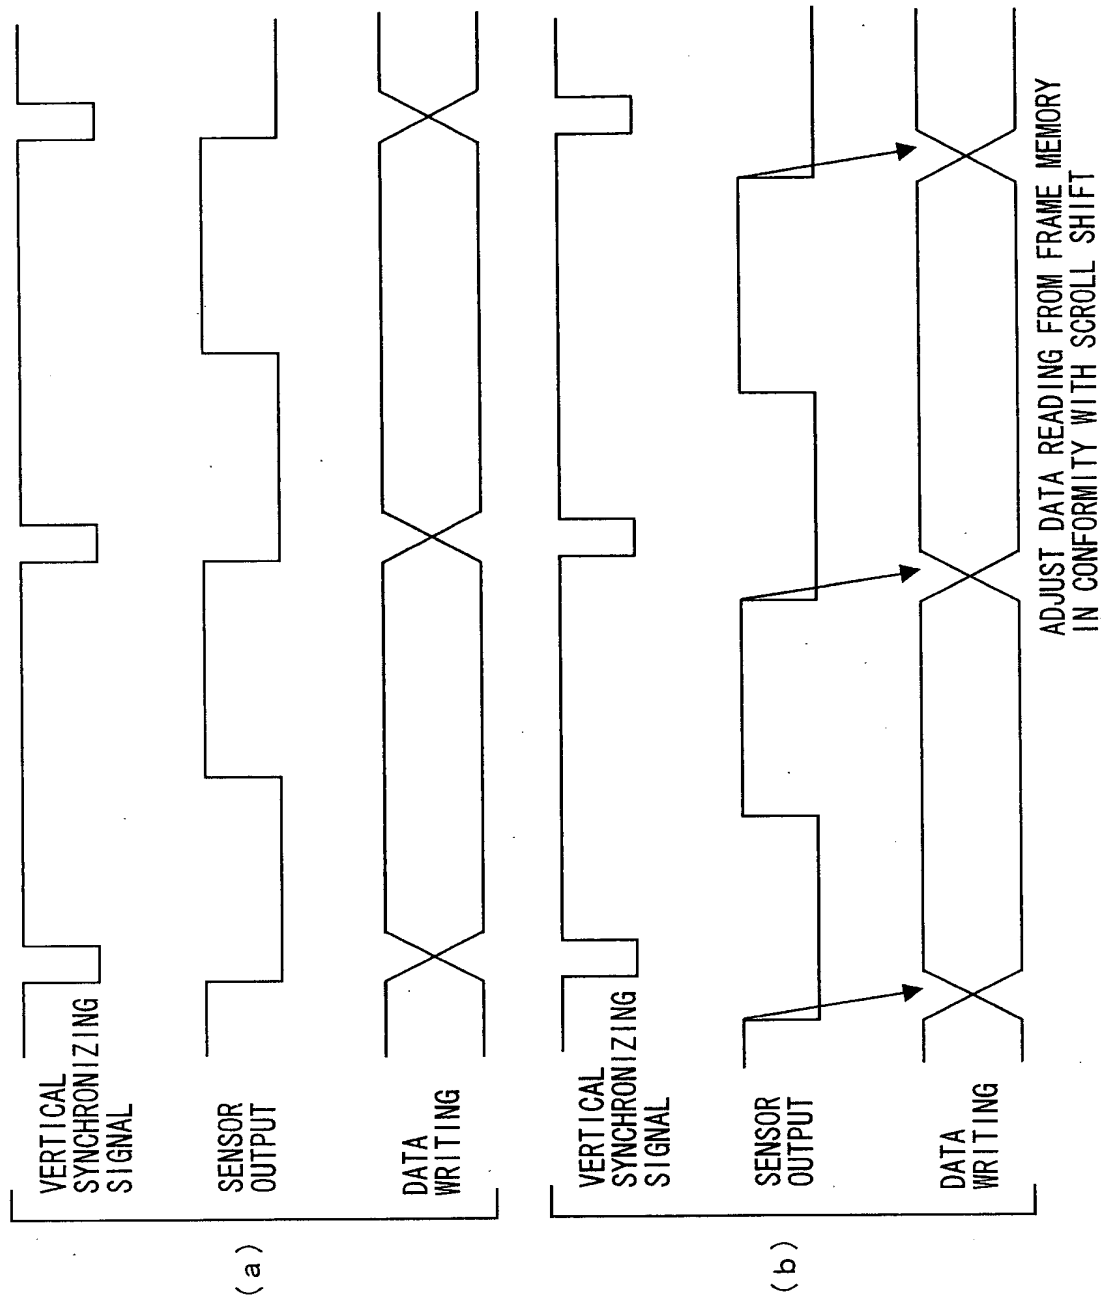 (a)
VERTICAL
SYNCHRONIZING
SIGNAL
SENSOR
OUTPUT
DATA
WRITING
(b)
VERTICAL
SYNCHRONIZING
SIGNAL
SENSOR
OUTPUT
DATA
WRITING
ADJUST DATA READING FROM FRAME MEMORY
IN CONFORMITY WITH SCROLL SHIFT